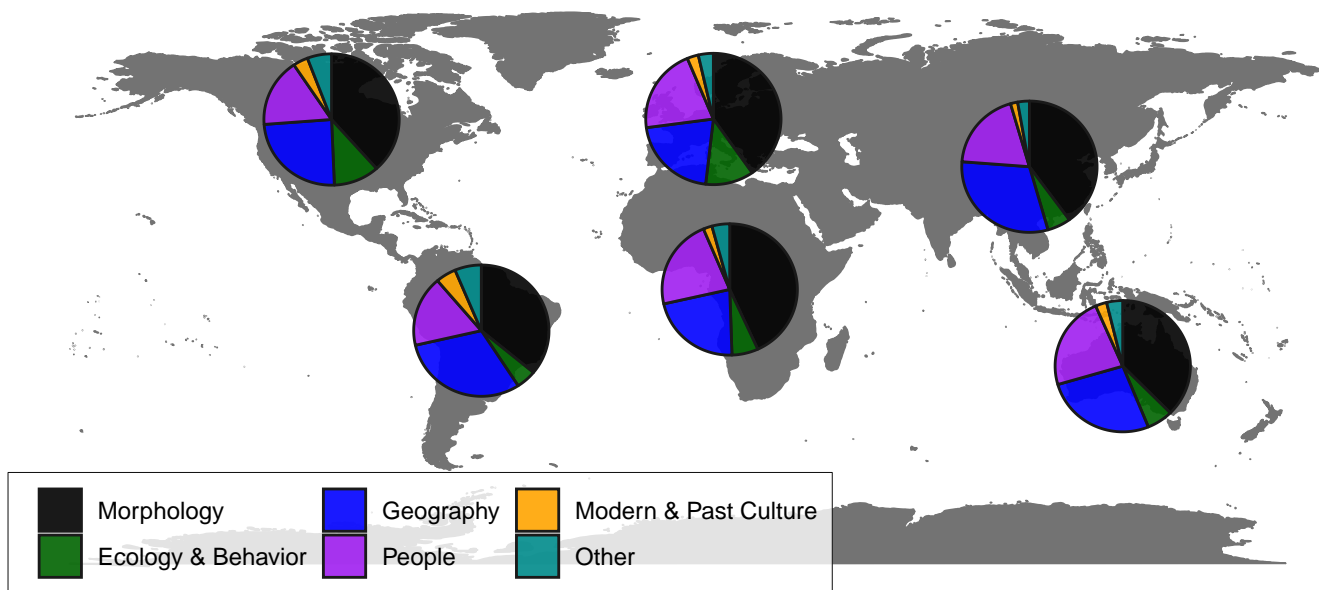 Morphology
Geography
Modern & Past Culture
Ecology & Behavior
People
Other